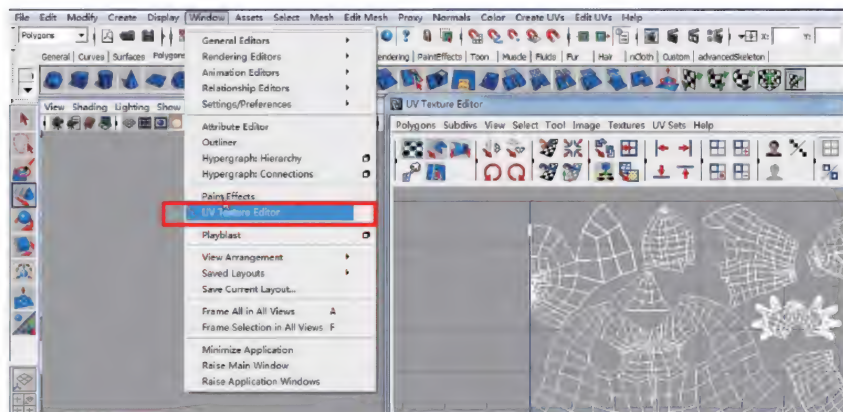 File Edit Modify Create Display Window Assets Select Mesh Edit Mesh Proxy Normals Color Create UVs Edit UVs Help
Polygons
General Curves Surfaces Polygons
General Editors
Rendering Editors
Animation Editors
Relationship Editors
Settings/Preferences
Attribute Editor
Outliner
Hypergraph: Hierarchy
Hypergraph: Connections
Paint Effects
UV Texture Editor
Playblast
View Arrangement
Saved Layouts
Save Current Layout...
Frame All in All Views A
Frame Selection in All Views F
Minimize Application
Raise Main Window
Raise Application Windows
X: Y:
PaintEffects Toon Muscle Fluids Fur Hair nCloth Custom advancedSkeleton
View Shading Lighting Show
UV Texture Editor
Polygons Subdivs View Select Tool Image Textures UV Sets Help